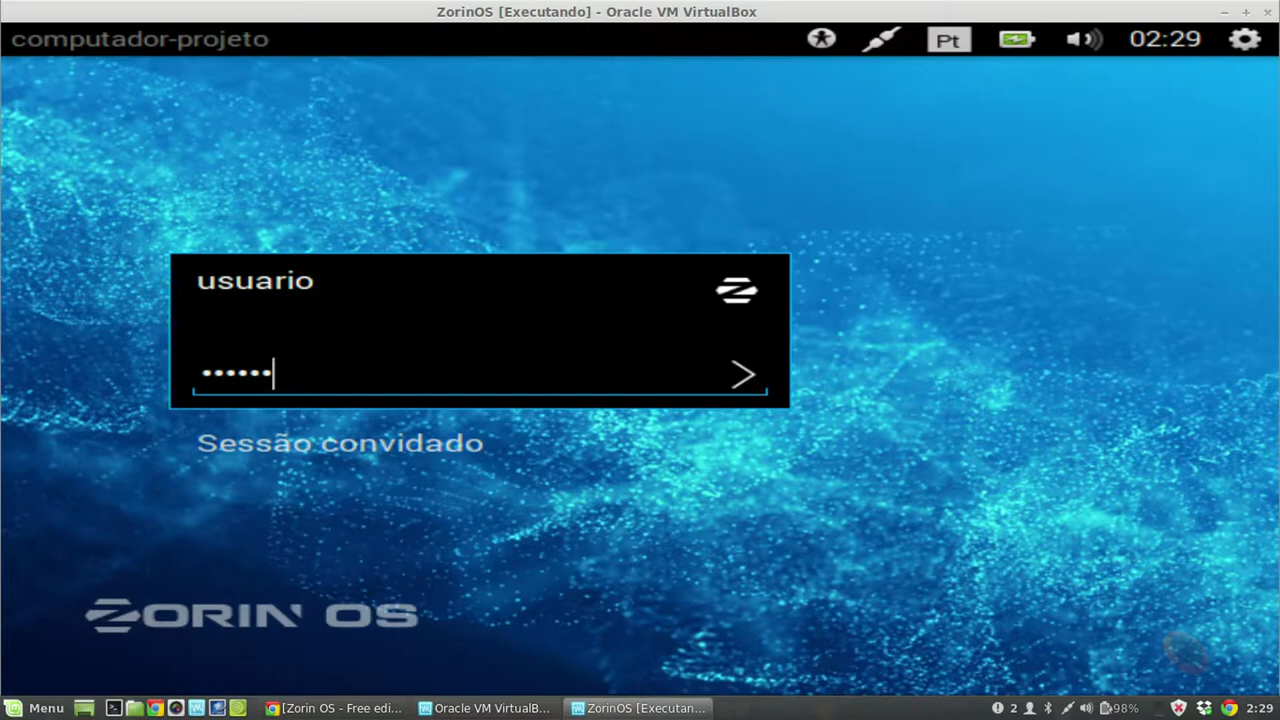 ZorinOS [Executando] - Oracle VM VirtualBox
computador-projeto
Pt
02:29
usuario
Sessão convidado
ZORIN OS
Menu
[Zorin OS - Free edi...
Oracle VM VirtualB...
ZorinOS [Executan...
2
98%
2:29